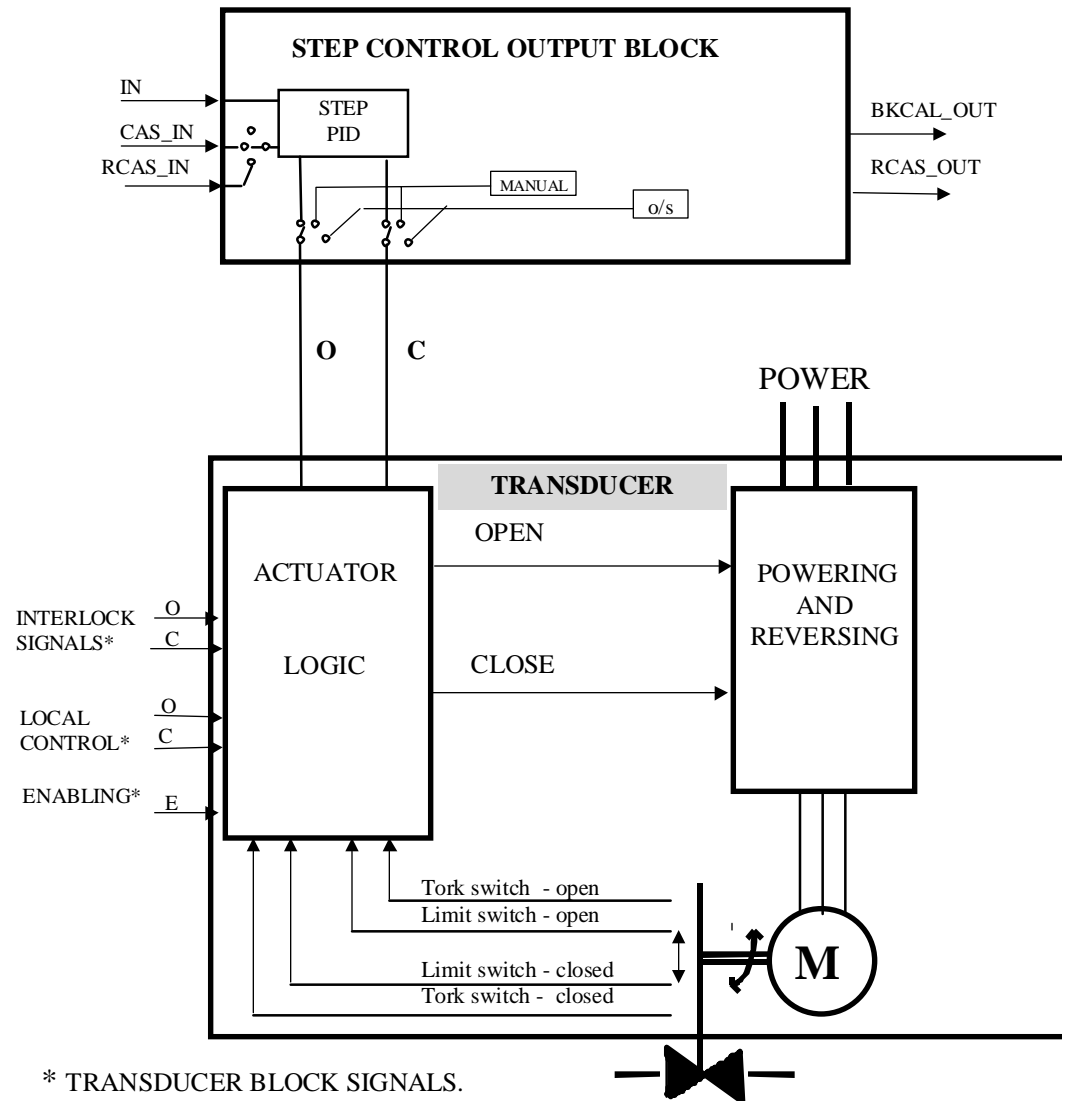 STEP CONTROL OUTPUT BLOCK
IN
CAS_IN
RCAS_IN
STEP
PID
MANUAL
o/s
BKCAL_OUT
RCAS_OUT
O
C
POWER
TRANSDUCER
ACTUATOR
LOGIC
OPEN
CLOSE
POWERING
AND
REVERSING
INTERLOCK
SIGNALS*
O
C
LOCAL
CONTROL*
O
C
ENABLING*
E
Tork switch - open
Limit switch - open
Limit switch - closed
Tork switch - closed
M
* TRANSDUCER BLOCK SIGNALS.